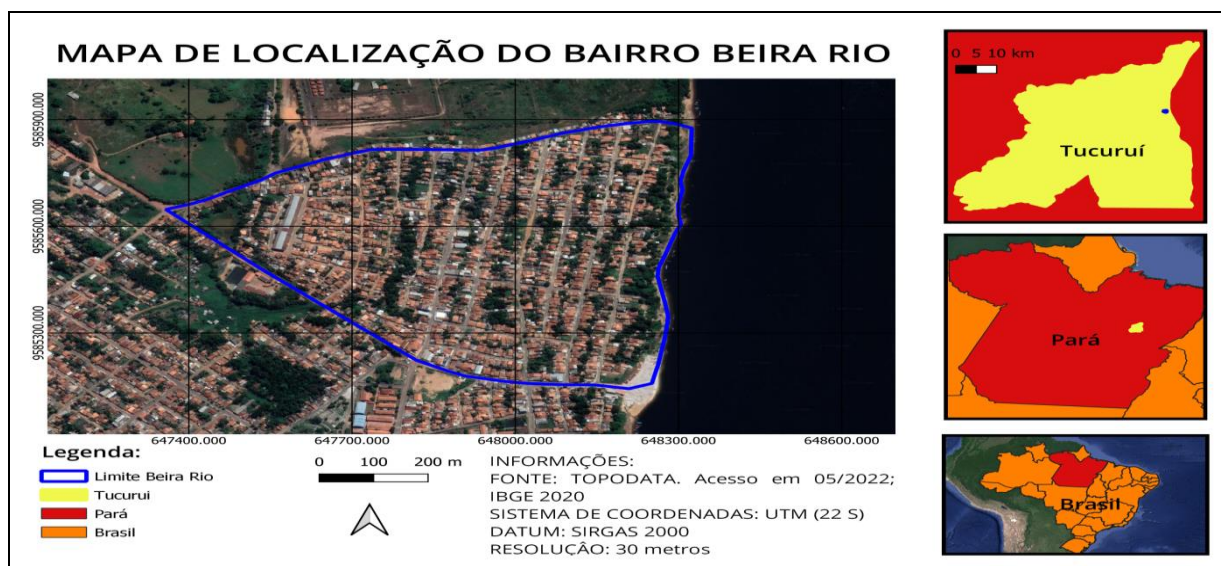 MAPA DE LOCALIZAÇÃO DO BAIRRO BEIRA RIO
9585900.000
9585600.000
9585300.000
647400.000
647700.000
648000.000
648300.000
648600.000
Legenda:
Limite Beira Rio
Tucurui
Pará
Brasil
0 100 200 m
INFORMAÇÕES:
FONTE: TOPODATA. Acesso em 05/2022;
IBGE 2020
SISTEMA DE COORDENADAS: UTM (22 S)
DATUM: SIRGAS 2000
RESOLUÇÂO: 30 metros
0 5 10 km
Tucuruí
Pará
Brasil